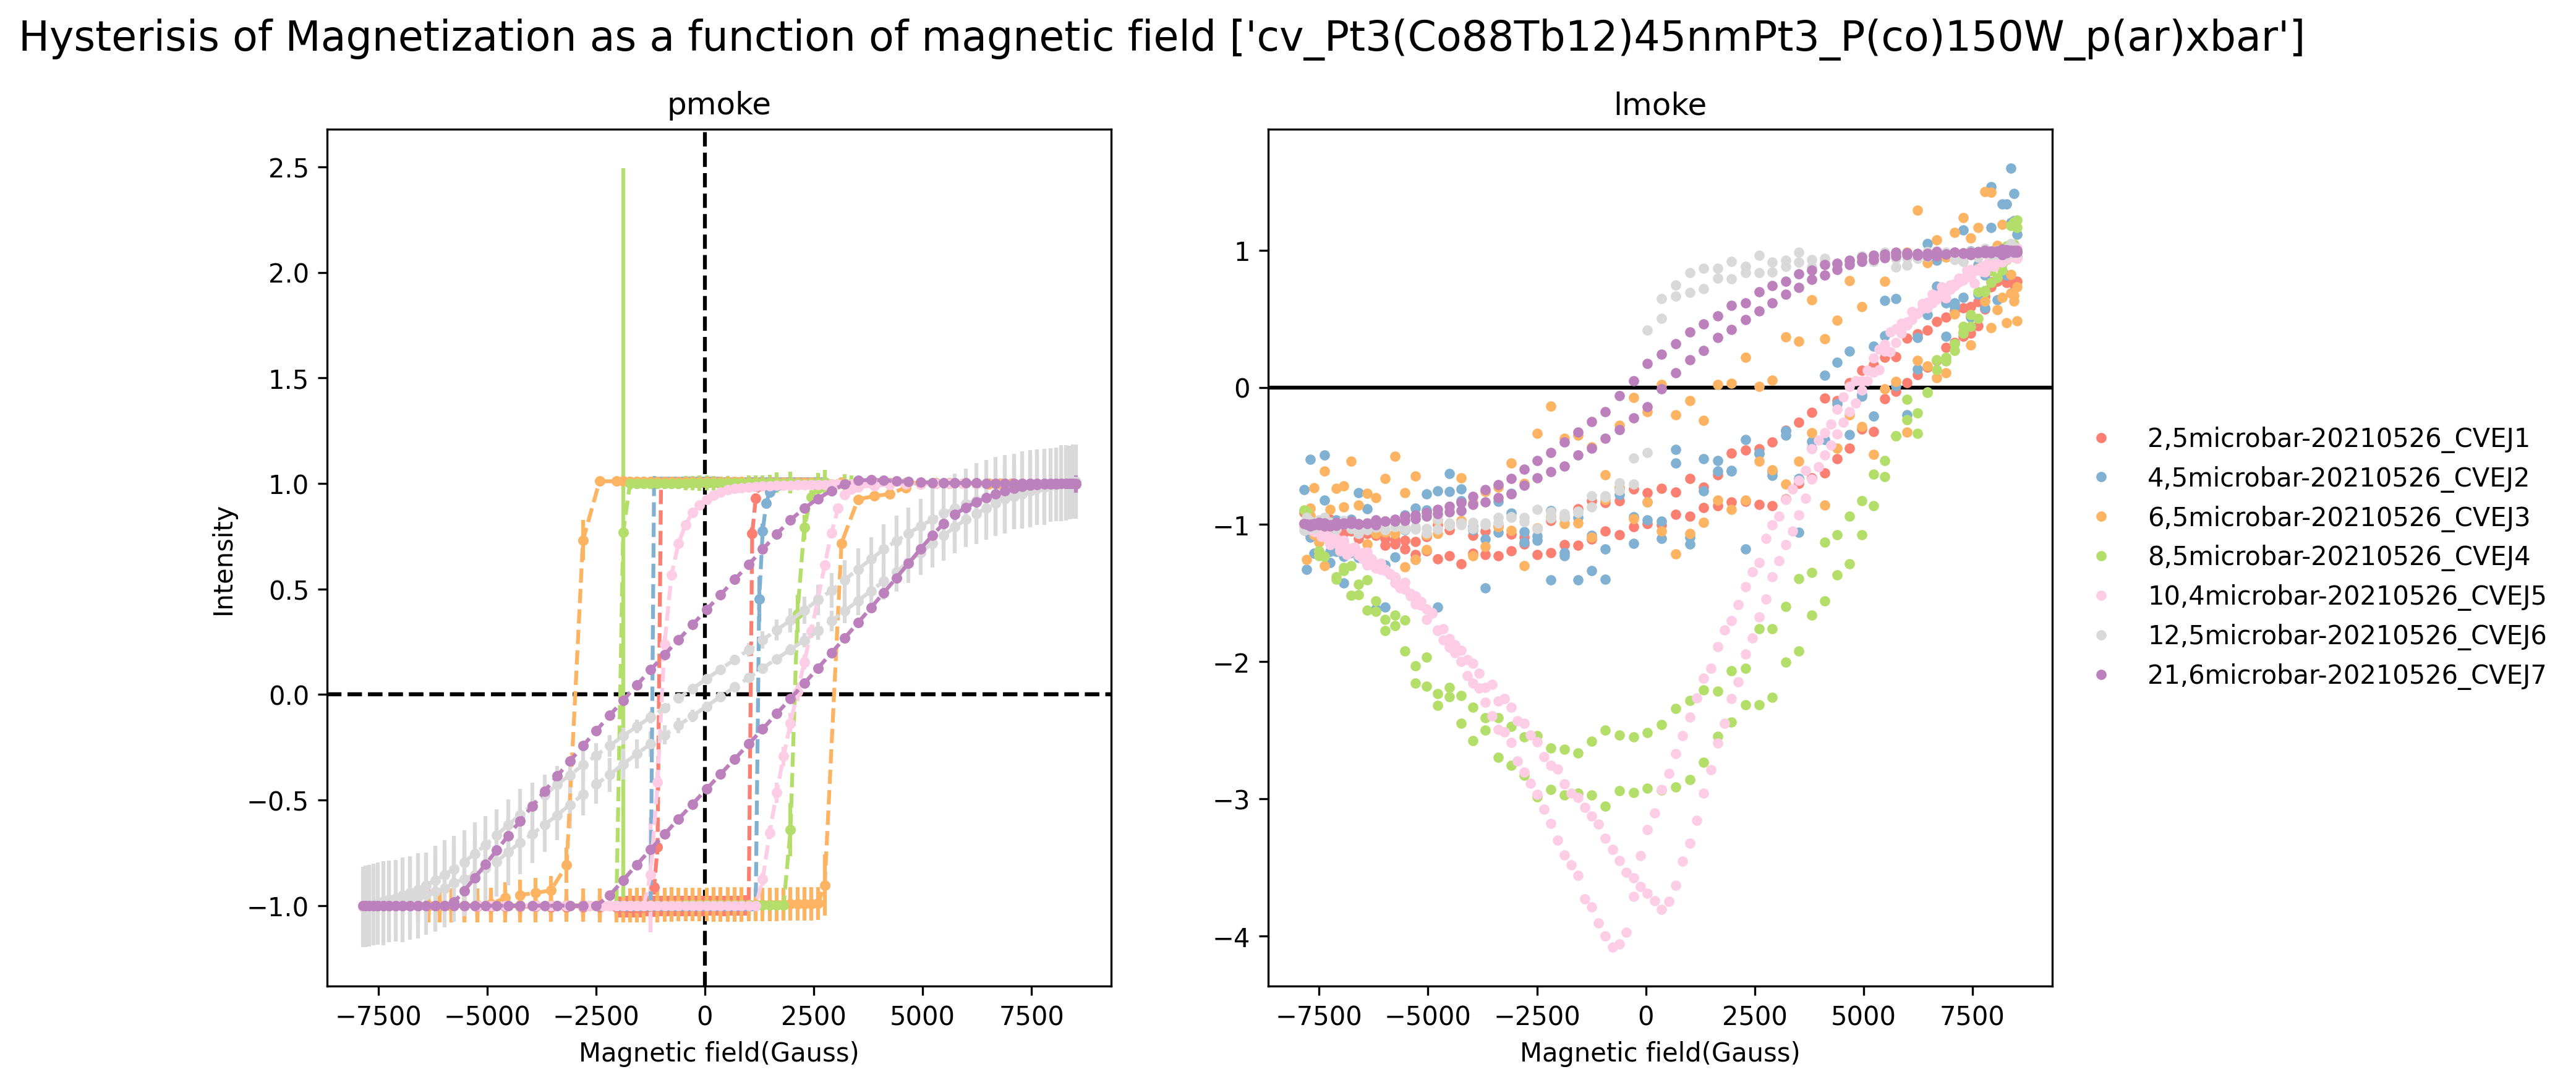 Hysterisis of Magnetization as a function of magnetic field ['cv_Pt3(Co88Tb12)45nmPt3_P(co)150W_p(ar)xbar']
pmoke
2.5
2.0
1.5
1.0
0.5
0.0
−0.5
−1.0
Intensity
−7500 −5000 −2500 0 2500 5000 7500
Magnetic field(Gauss)
lmoke
1
0
−1
−2
−3
−4
−7500 −5000 −2500 0 2500 5000 7500
Magnetic field(Gauss)
2,5microbar-20210526_CVEJ1
4,5microbar-20210526_CVEJ2
6,5microbar-20210526_CVEJ3
8,5microbar-20210526_CVEJ4
10,4microbar-20210526_CVEJ5
12,5microbar-20210526_CVEJ6
21,6microbar-20210526_CVEJ7